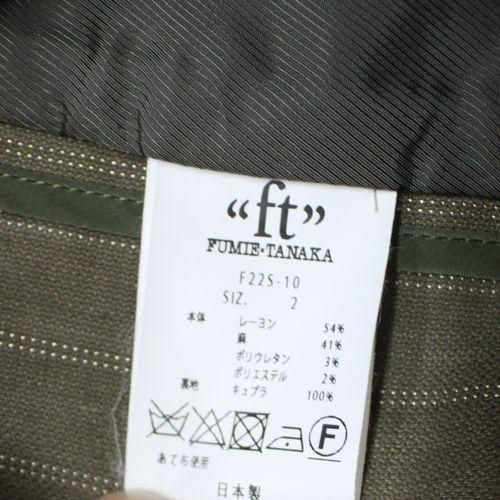 “ft”
FUMIE=TANAKA
F22S-10
SIZ. 2
本体 レーヨン 54%
麻 41%
ポリウレタン 3%
ポリエステル 2%
裏地 キュプラ 100%
F
あて布使用
日本製